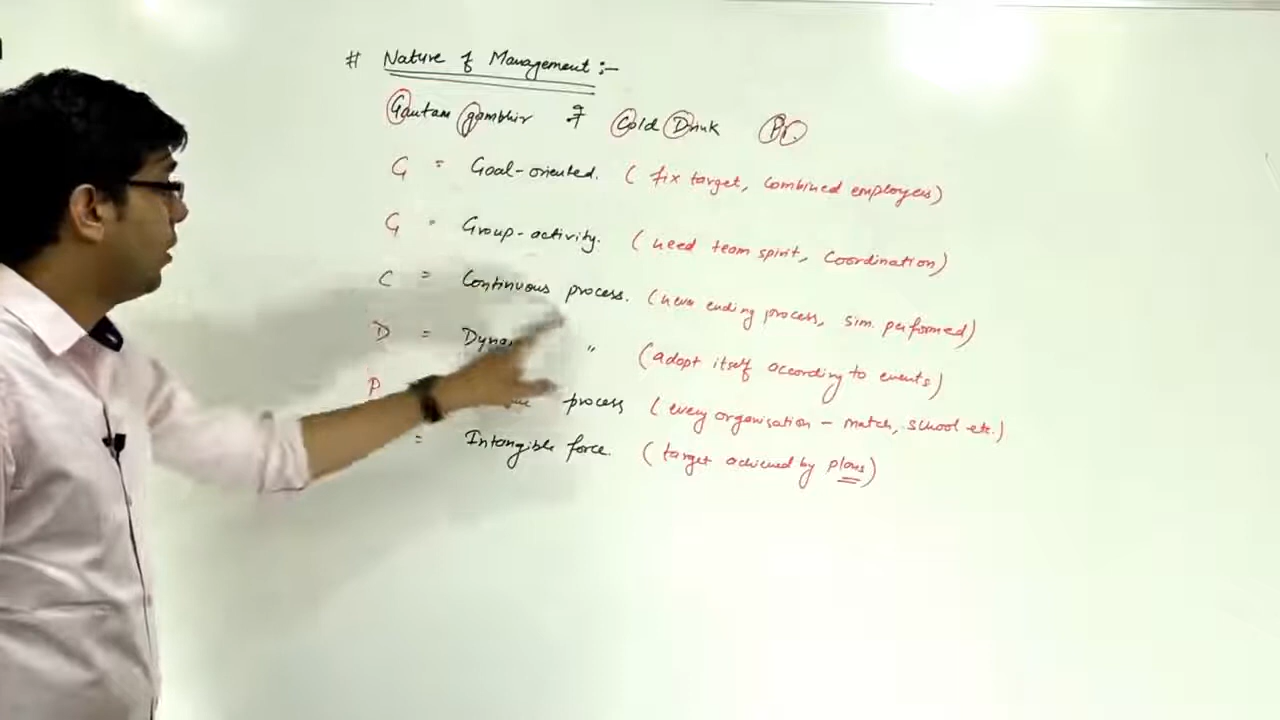 # Nature of Management :-
Gautam gambhir ने Cold Drink Pi
G = Goal-oriented. ( fix target, combined employers)
G = Group-activity. ( need team spirit, coordination)
C = Continuous process. (never ending process, sim. performed)
D = Dyna " (adopt itself according to events)
P process (every organisation - match, school etc.)
= Intangible force. (target achieved by plans)